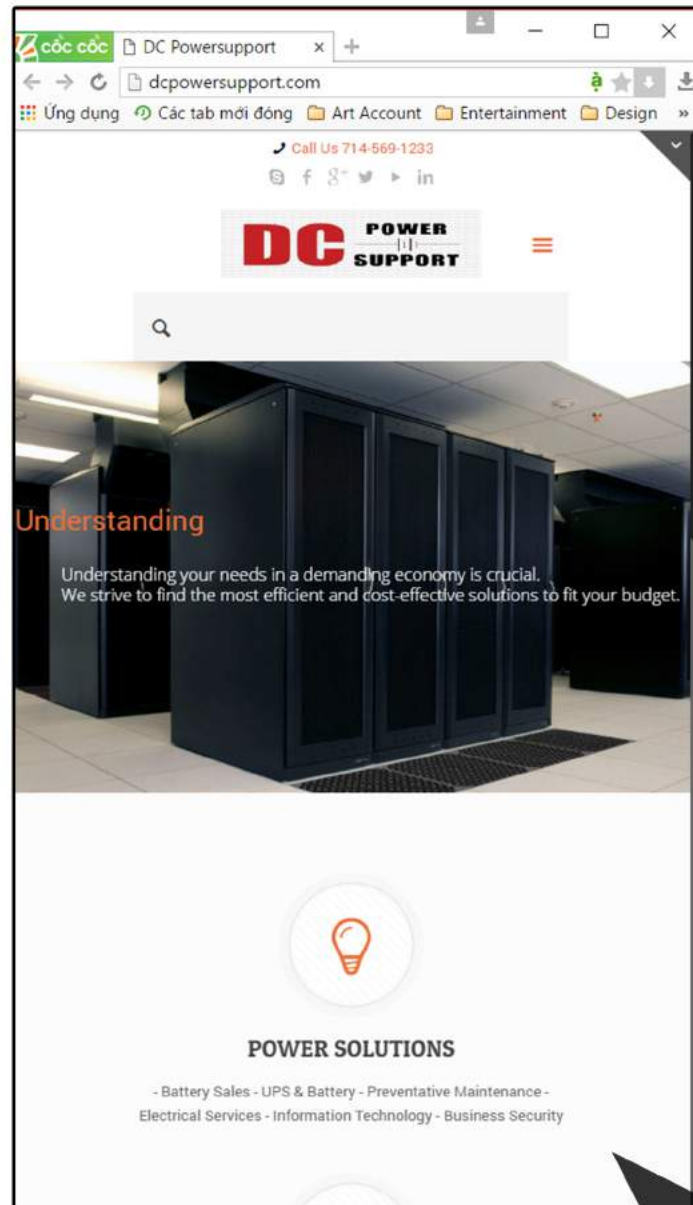 cốc cốc
DC Powersupport
dcpowersupport.com
ạ̀
Ứng dụng Các tab mới đóng Art Account Entertainment Design »
Call Us 714-569-1233
DC POWER SUPPORT
Understanding
Understanding your needs in a demanding economy is crucial.
We strive to find the most efficient and cost-effective solutions to fit your budget.
POWER SOLUTIONS
- Battery Sales - UPS & Battery - Preventative Maintenance -
Electrical Services - Information Technology - Business Security